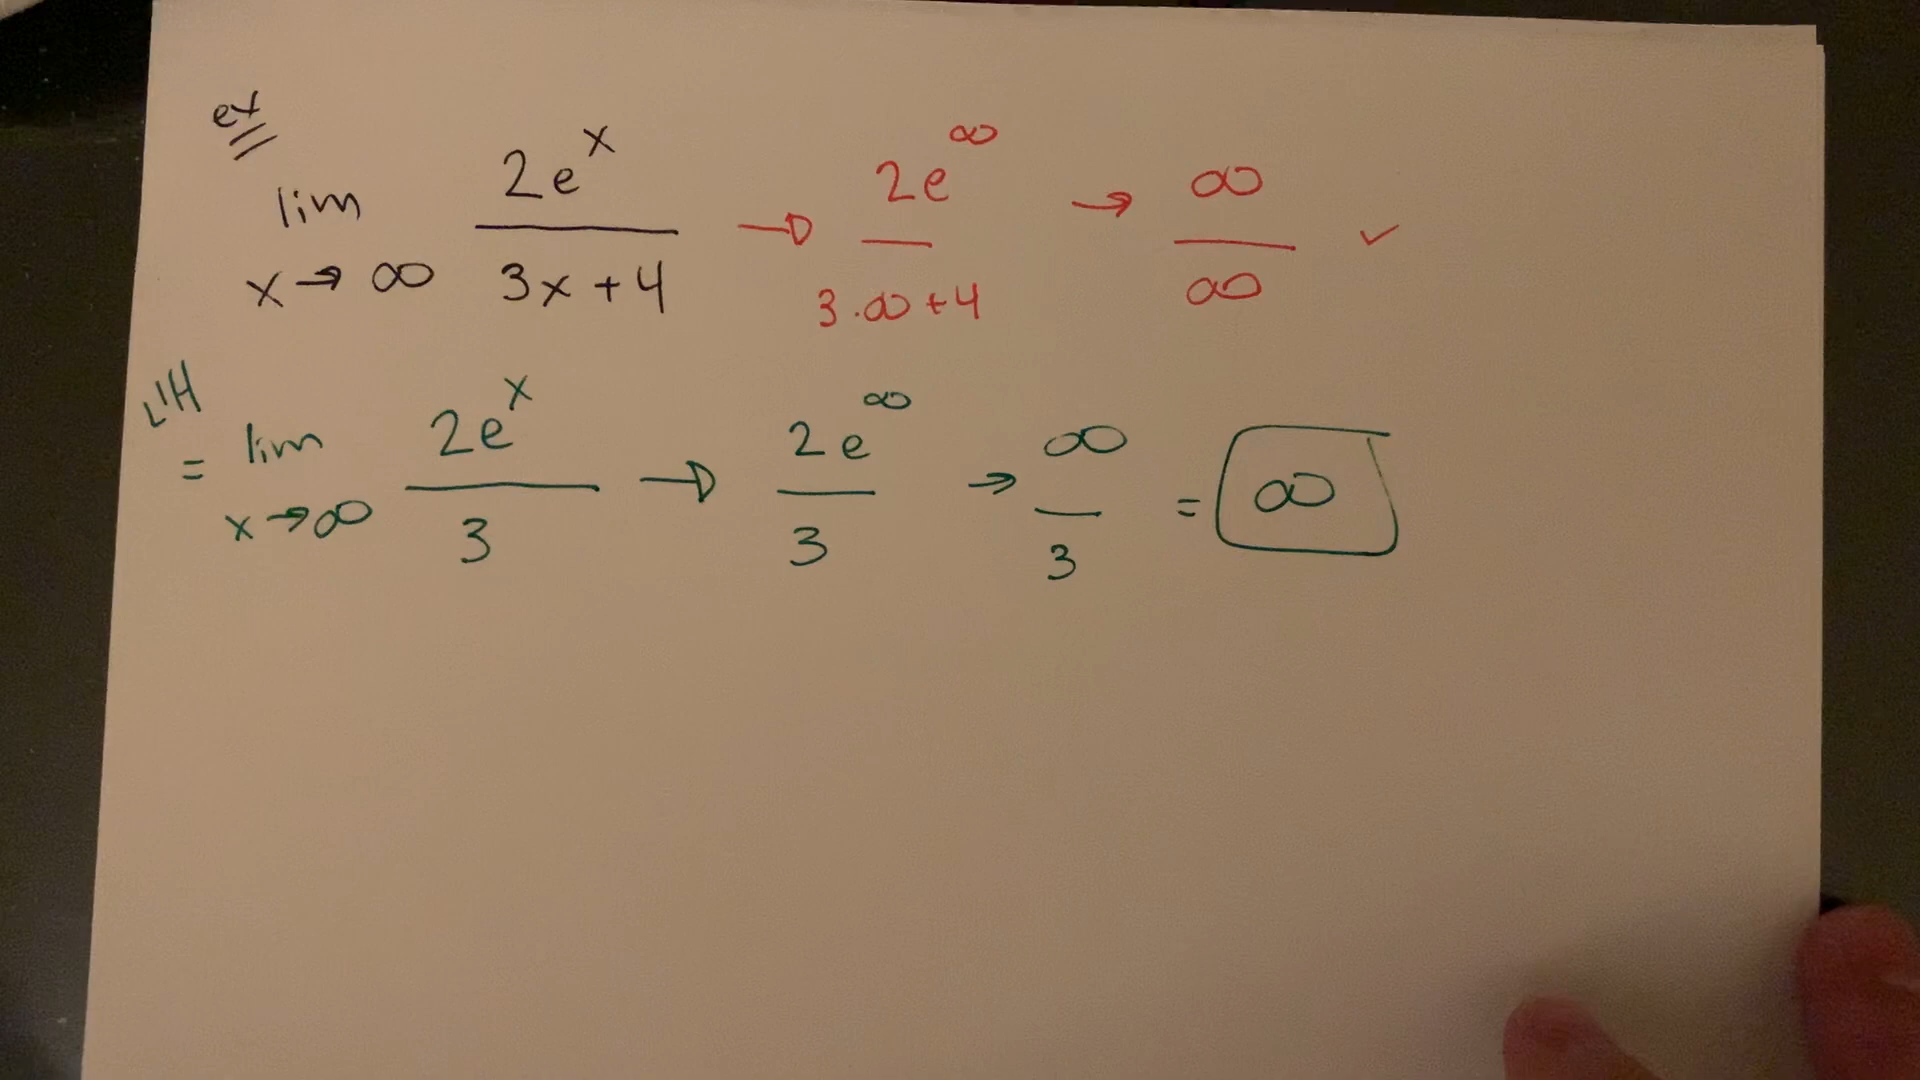 ex
lim x→∞ 2e^x / 3x+4 → 2e^∞ / 3·∞+4 → ∞/∞ ✓
L'H = lim x→∞ 2e^x / 3 → 2e^∞ / 3 → ∞/3 = ∞